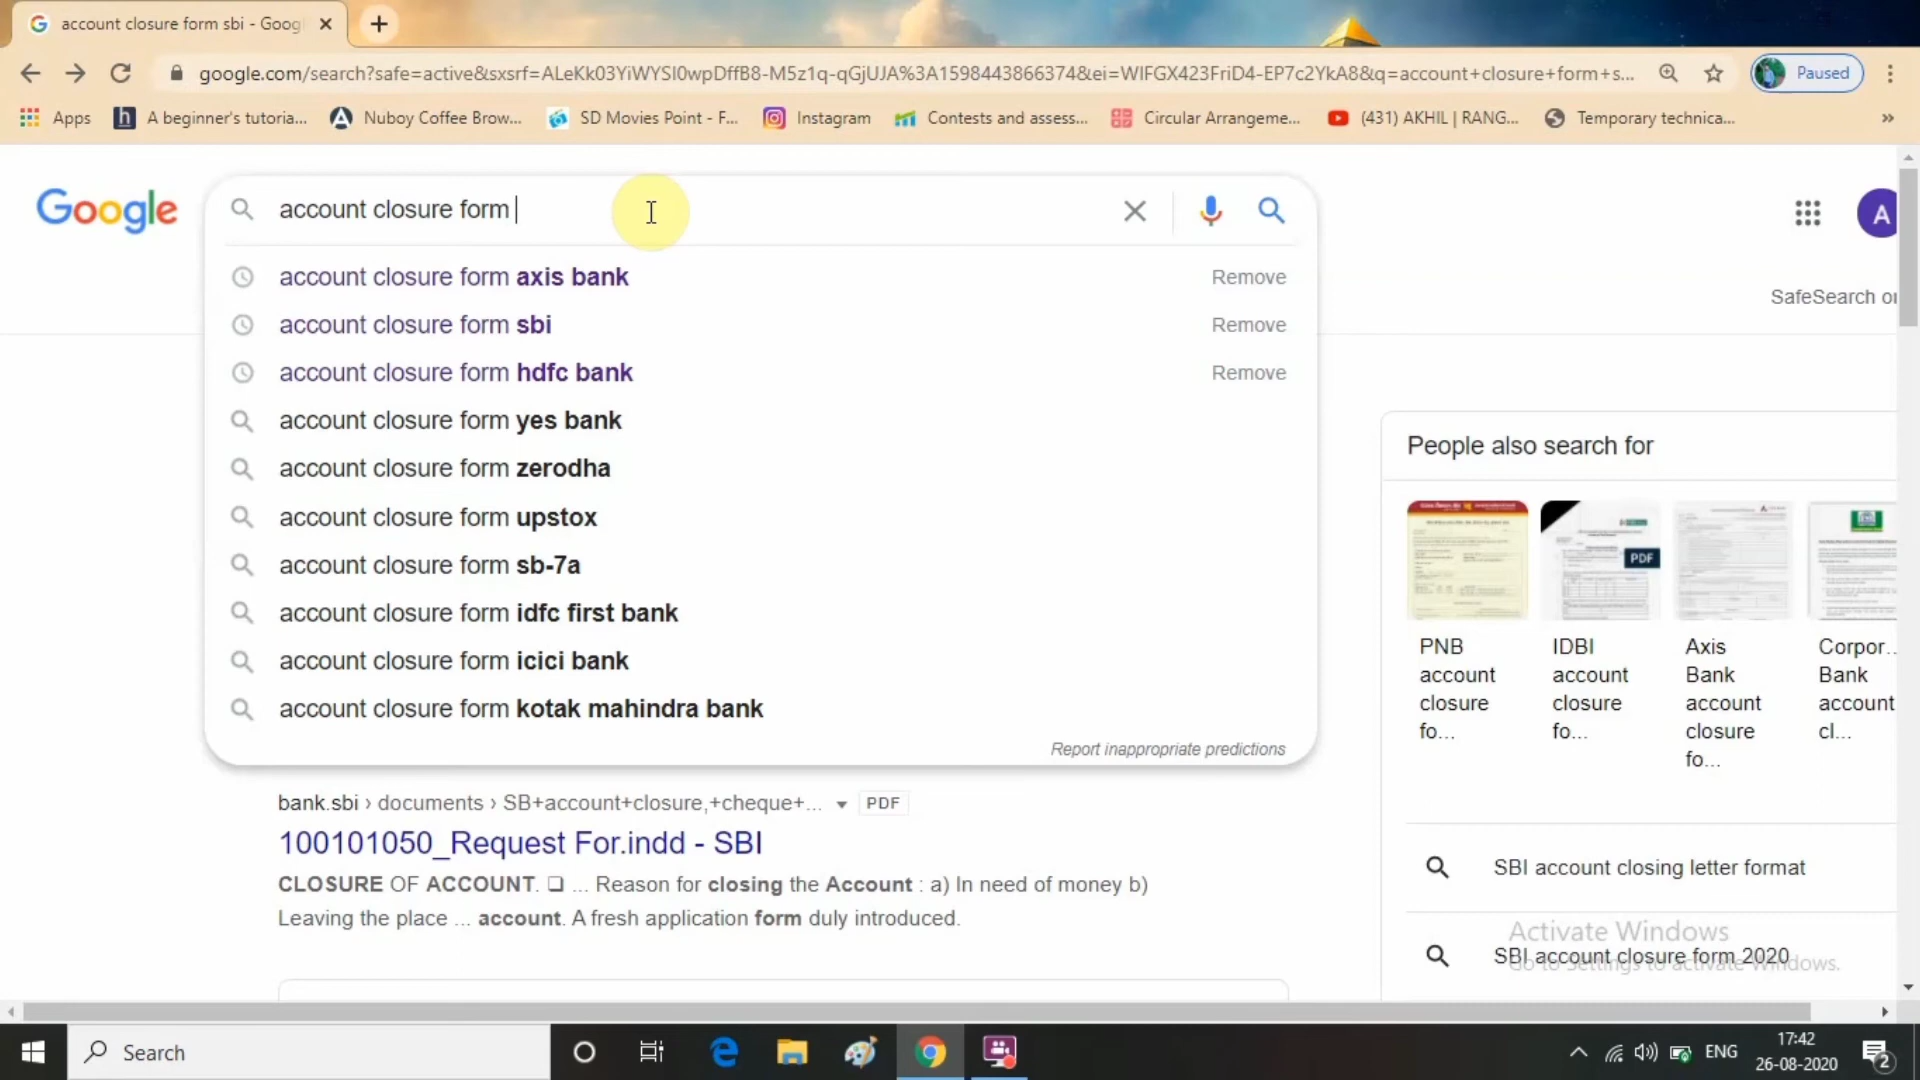 account closure form sbi - Goog
google.com/search?safe=active&sxsrf=ALeKk03YiWYSI0wpDffB8-M5z1q-qGjUJA%3A1598443866374&ei=WIFGX423FriD4-EP7c2YkA8&q=account+closure+form+s...
Paused
Apps
A beginner's tutoria...
Nuboy Coffee Brow...
SD Movies Point - F...
Instagram
Contests and assess...
Circular Arrangeme...
(431) AKHIL | RANG...
Temporary technica...
»
Google
account closure form
A
account closure form axis bank
Remove
account closure form sbi
Remove
account closure form hdfc bank
Remove
account closure form yes bank
account closure form zerodha
account closure form upstox
account closure form sb-7a
account closure form idfc first bank
account closure form icici bank
account closure form kotak mahindra bank
Report inappropriate predictions
SafeSearch on
bank.sbi › documents › SB+account+closure,+cheque+...
PDF
100101050_Request For.indd - SBI
CLOSURE OF ACCOUNT. ❑ ... Reason for closing the Account : a) In need of money b)
Leaving the place ... account. A fresh application form duly introduced.
People also search for
PDF
PNB
account
closure
fo...
IDBI
account
closure
fo...
Axis
Bank
account
closure
fo...
Corpor...
Bank
account
cl...
SBI account closing letter format
SBI account closure form 2020
Activate Windows
Go to Settings to activate Windows.
Search
ENG
17:42
26-08-2020
2